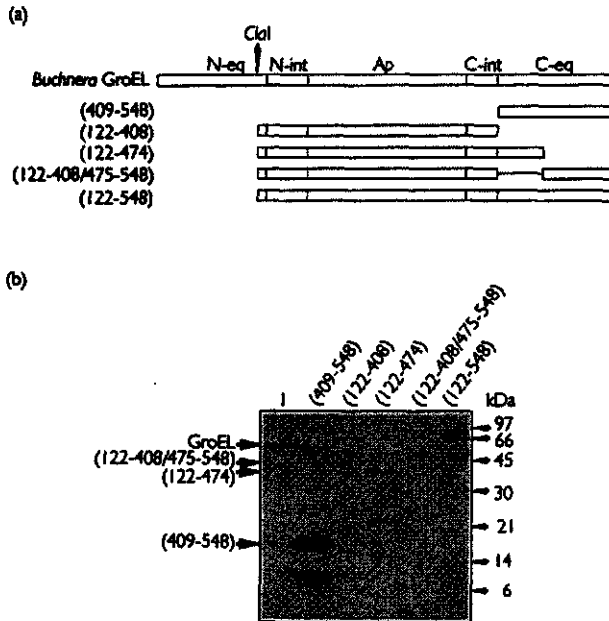 (a)
ClaI
N-eq N-int Ap C-int C-eq
Buchnera GroEL
(409-548)
(122-408)
(122-474)
(122-408/475-548)
(122-548)
(b)
1 (409-548) (122-408) (122-474) (122-408/475-548) (122-548) kDa
GroEL
(122-408/475-548)
(122-474)
(409-548)
97
66
45
30
21
14
6